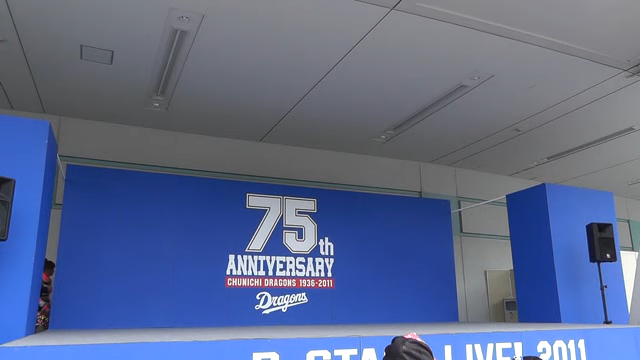 75th
ANNIVERSARY
CHUNICHI DRAGONS 1936-2011
Dragons
LIVE! 2011